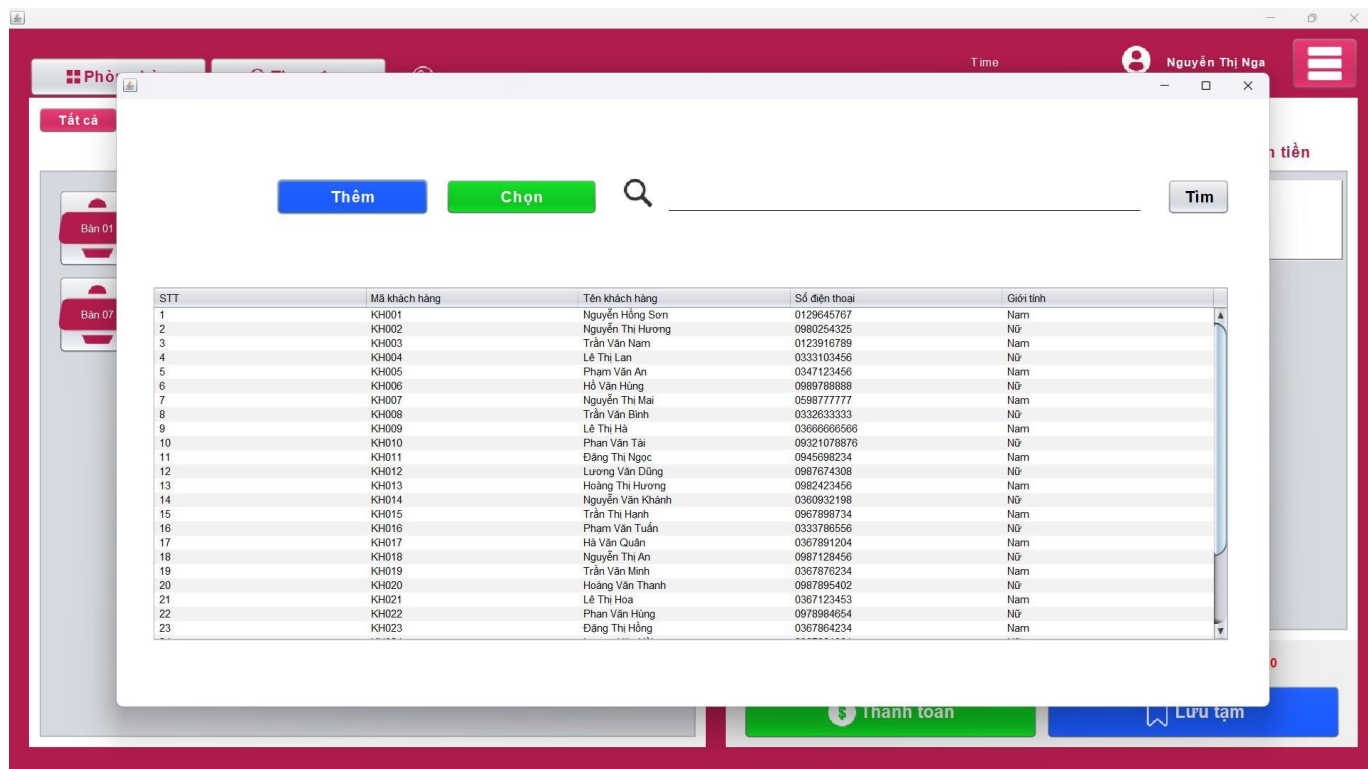 Time
Nguyễn Thị Nga
Tất cả
tiền
Thêm
Chọn
Tìm
Bàn 01
STT Mã khách hàng Tên khách hàng Số điện thoại Giới tính
1 KH001 Nguyễn Hồng Sơn 0129645767 Nam
Bàn 07
2 KH002 Nguyễn Thị Hương 0980254325 Nữ
3 KH003 Trần Văn Nam 0123916789 Nam
4 KH004 Lê Thị Lan 0333103456 Nữ
5 KH005 Phạm Văn An 0347123456 Nam
6 KH006 Hồ Văn Hùng 0989788888 Nữ
7 KH007 Nguyễn Thị Mai 0598777777 Nam
8 KH008 Trần Văn Bình 0332633333 Nữ
9 KH009 Lê Thị Hà 03666666566 Nam
10 KH010 Phan Văn Tài 09321078876 Nữ
11 KH011 Đặng Thị Ngọc 0945698234 Nam
12 KH012 Lương Văn Dũng 0987674308 Nữ
13 KH013 Hoàng Thị Hương 0982423456 Nam
14 KH014 Nguyễn Văn Khánh 0360932198 Nữ
15 KH015 Trần Thị Hạnh 0967898734 Nam
16 KH016 Phạm Văn Tuấn 0333786556 Nữ
17 KH017 Hà Văn Quân 0367891204 Nam
18 KH018 Nguyễn Thị An 0987128456 Nữ
19 KH019 Trần Văn Minh 0367876234 Nam
20 KH020 Hoàng Văn Thanh 0987895402 Nữ
21 KH021 Lê Thị Hoa 0367123453 Nam
22 KH022 Phan Văn Hùng 0978984654 Nữ
23 KH023 Đặng Thị Hồng 0367864234 Nam
0
Thanh toán
Lưu tạm